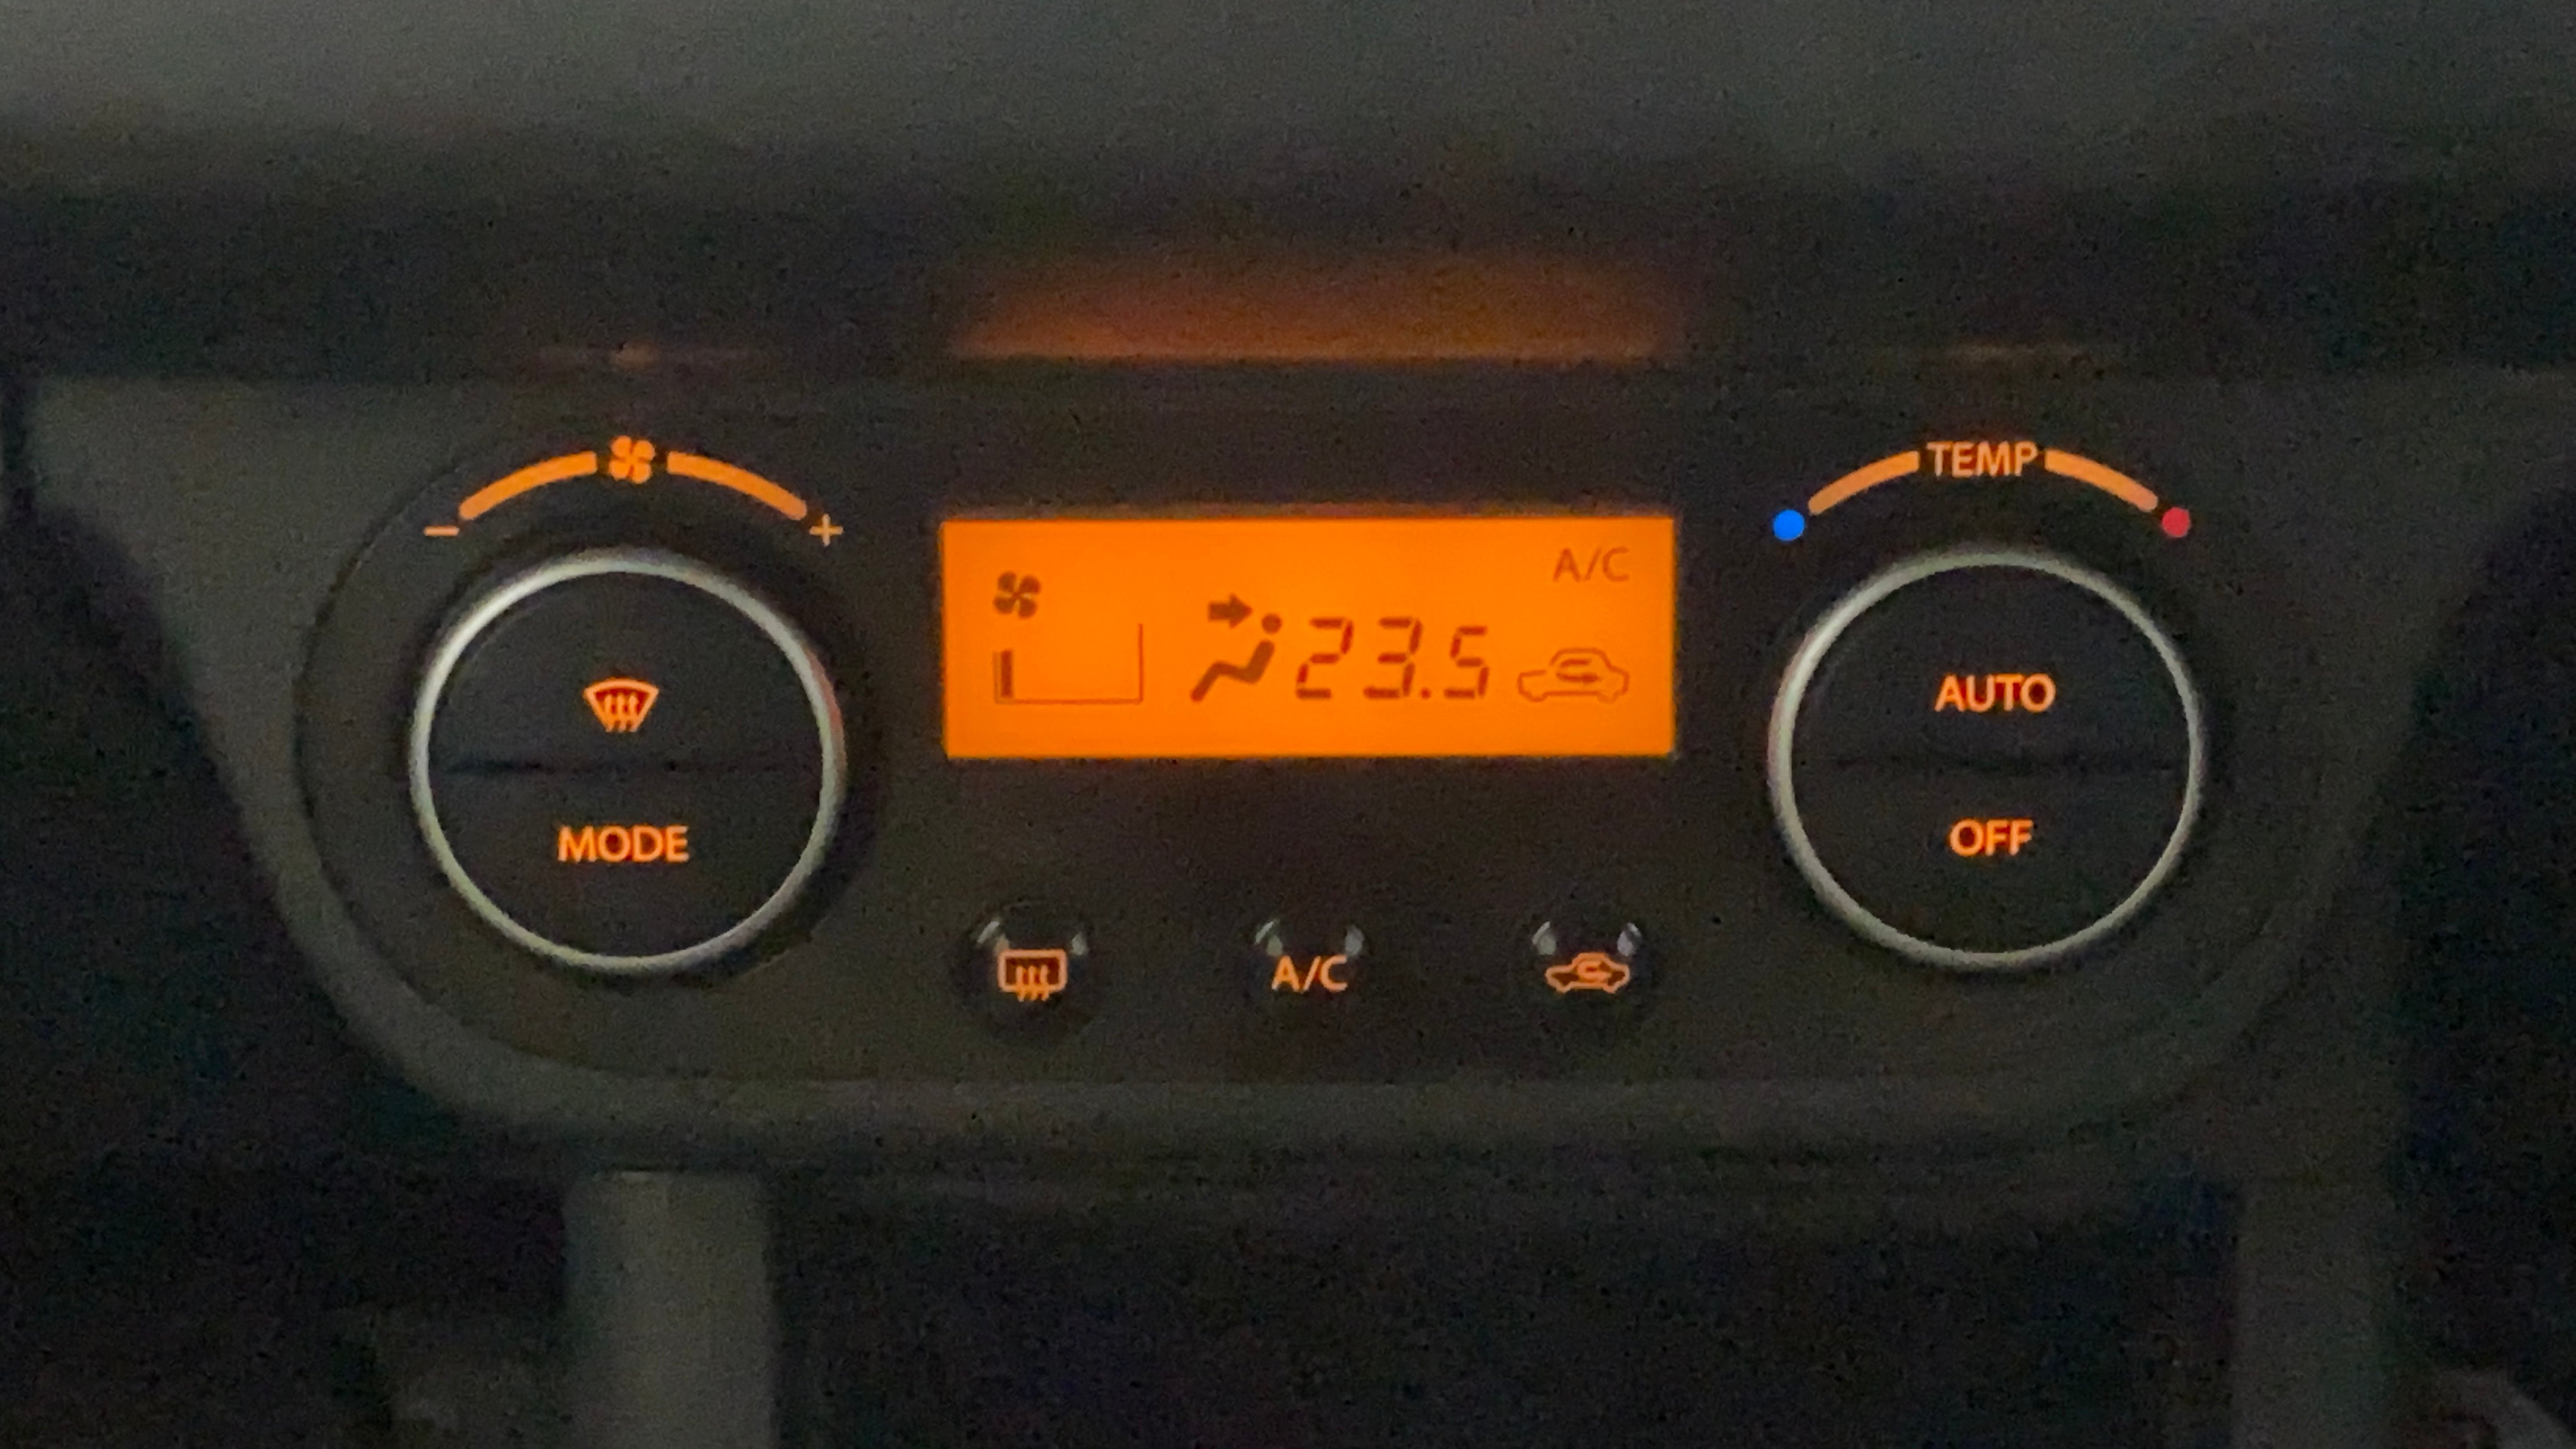 TEMP
− +
A/C
23.5
AUTO
MODE
OFF
A/C